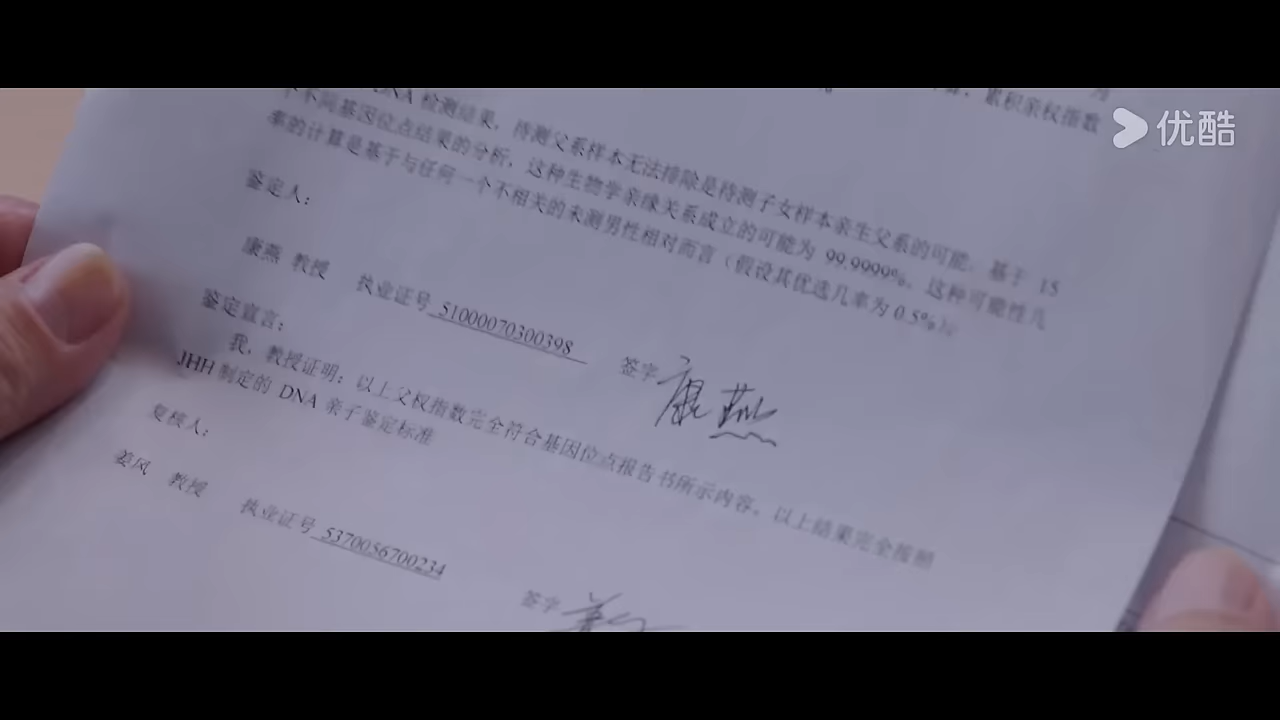 累积亲权指数
优酷
DNA 检测结果，待测父系样本无法排除是待测子女样本亲生父系的可能。基于 15
个不同基因位点结果的分析，这种生物学亲缘关系成立的可能为 99.9999%。这种可能性几
率的计算是基于与任何一个不相关的未测男性相对而言（假设其优选几率为 0.5%）。
鉴定人：
康燕 教授 执业证号 51000070300398 签字 康燕
鉴定宣言：
我，教授证明：以上父权指数完全符合基因位点报告书所示内容。以上结果完全按照
JHH 制定的 DNA 亲子鉴定标准
复核人：
姜风 教授 执业证号 5370056700234 签字 姜